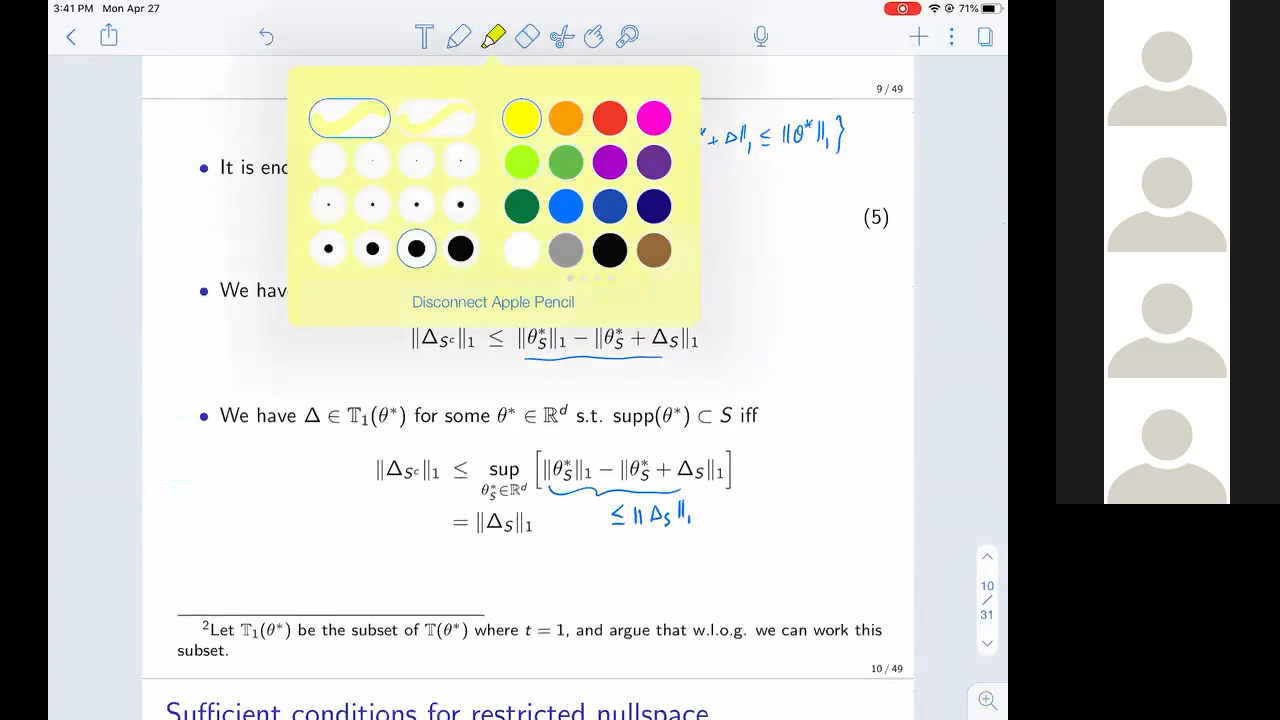 3:41 PM Mon Apr 27
71%
T
9 / 49
* + Δ‖₁ ≤ ‖θ*‖₁}
• It is eno
(5)
• We hav
Disconnect Apple Pencil
‖Δ_{S^c}‖₁ ≤ ‖θ*_S‖₁ − ‖θ*_S + Δ_S‖₁
• We have Δ ∈ 𝕋₁(θ*) for some θ* ∈ ℝ^d s.t. supp(θ*) ⊂ S iff
‖Δ_{S^c}‖₁ ≤ sup_{θ*_S∈ℝ^d} [‖θ*_S‖₁ − ‖θ*_S + Δ_S‖₁]
= ‖Δ_S‖₁
≤ ‖Δ_S‖₁
10
/
31
²Let 𝕋₁(θ*) be the subset of 𝕋(θ*) where t = 1, and argue that w.l.o.g. we can work this
subset.
10 / 49
Sufficient conditions for restricted nullspace